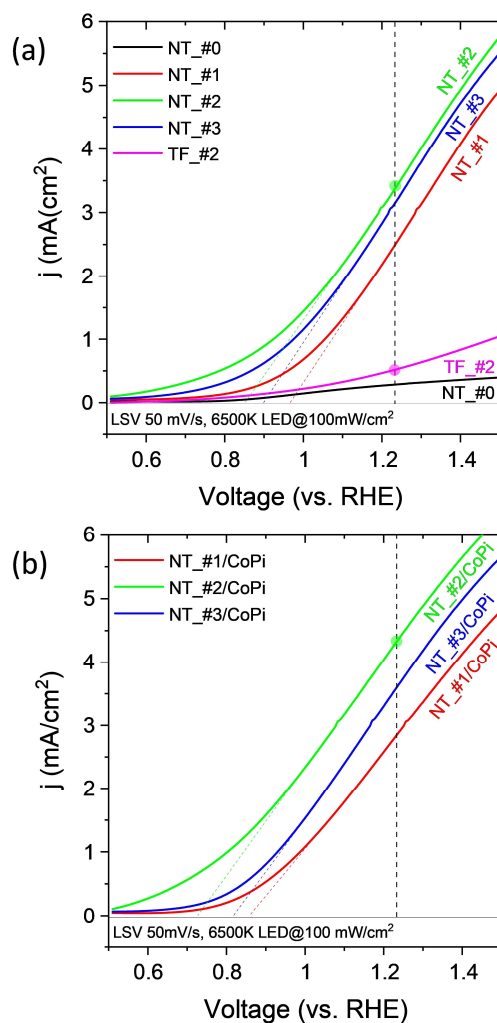 (a)
NT_#0
NT_#1
NT_#2
NT_#3
TF_#2
NT_#2
NT_#3
NT_#1
TF_#2
NT_#0
LSV 50 mV/s, 6500K LED@100mW/cm²
j (mA(cm²)
6
5
4
3
2
1
0
0.6 0.8 1 1.2 1.4
Voltage (vs. RHE)
(b)
NT_#1/CoPi
NT_#2/CoPi
NT_#3/CoPi
NT_#2/CoPi
NT_#3/CoPi
NT_#1/CoPi
LSV 50mV/s, 6500K LED@100 mW/cm²
j (mA/cm²)
6
5
4
3
2
1
0
0.6 0.8 1 1.2 1.4
Voltage (vs. RHE)